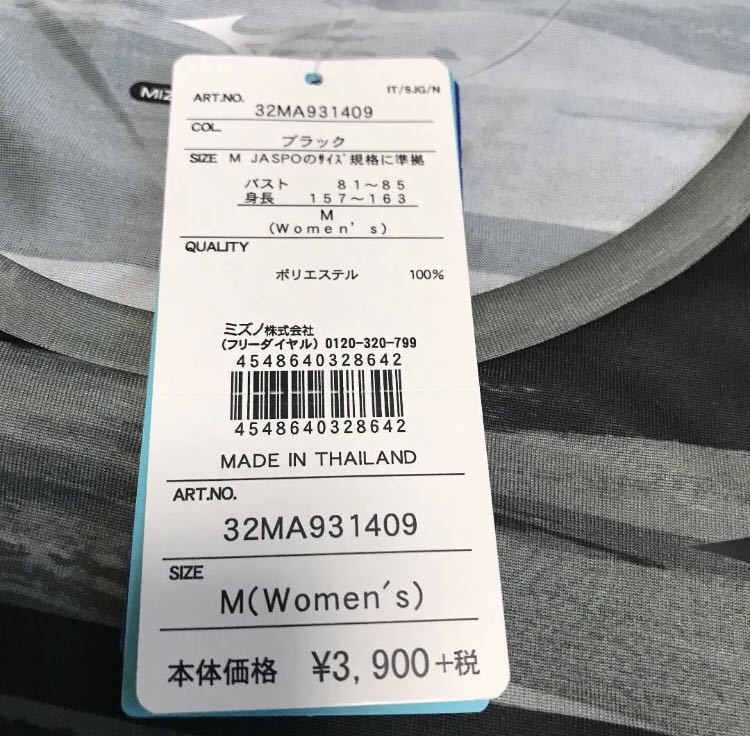 MIZ
IT/SJG/N
ART.NO.
32MA931409
COL.
ブラック
SIZE M JASPOのｻｲｽﾞ規格に準拠
バスト 81～85
身長 157～163
M
(Women's)
QUALITY
ポリエステル 100%
ミズノ株式会社
(フリーダイヤル) 0120-320-799
4548640328642
4548640328642
MADE IN THAILAND
ART.NO.
32MA931409
SIZE
M(Women's)
本体価格 ¥3,900+税